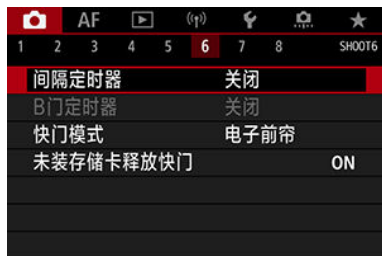 AF
1 2 3 4 5 6 7 8 SHOOT6
间隔定时器 关闭
B门定时器 关闭
快门模式 电子前帘
未装存储卡释放快门 ON